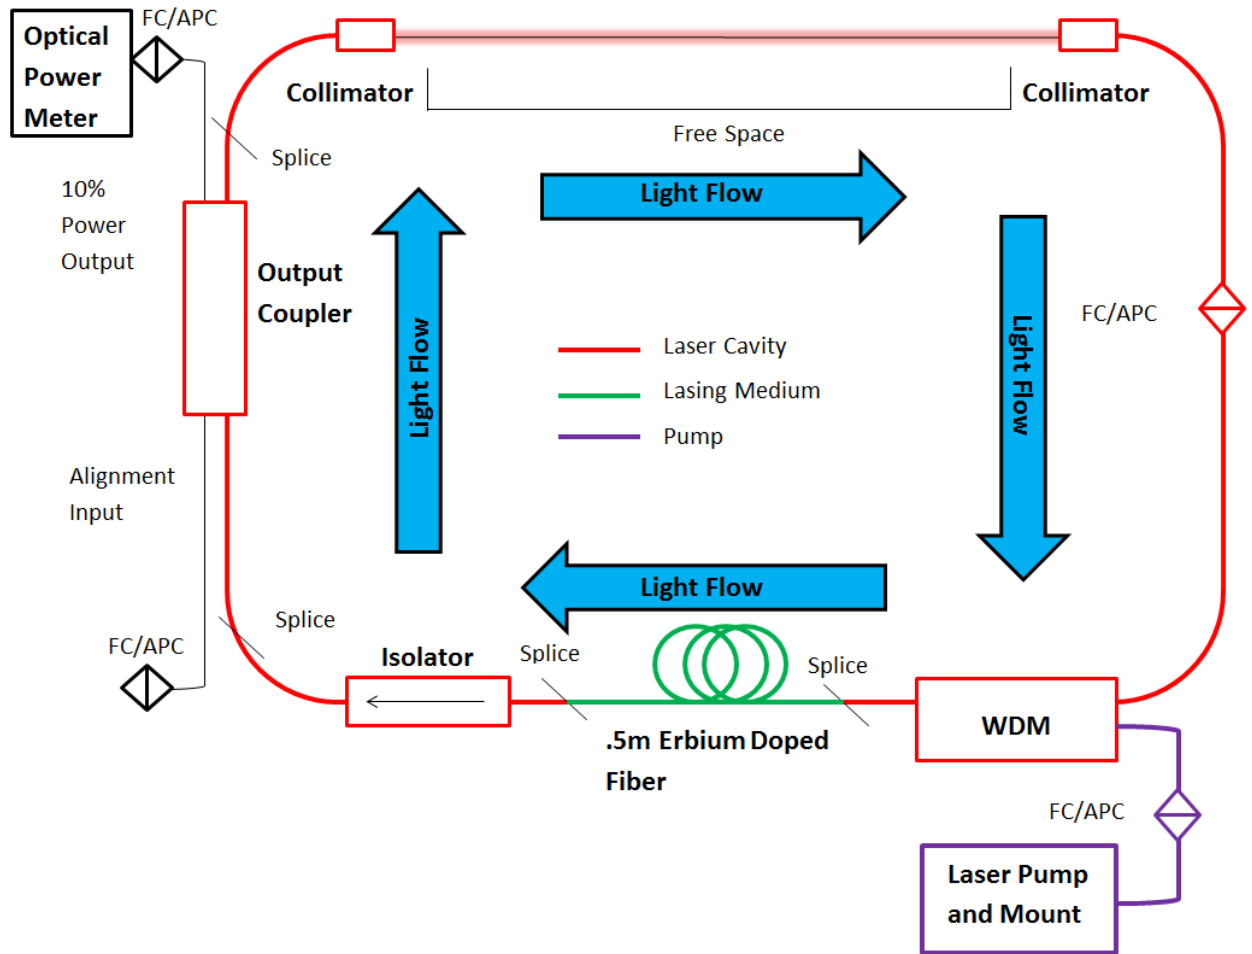 Optical
Power
Meter
FC/APC
Collimator
Collimator
Free Space
Splice
10%
Power
Output
Light Flow
Output
Coupler
Light Flow
Light Flow
FC/APC
Laser Cavity
Lasing Medium
Pump
Alignment
Input
Light Flow
Splice
FC/APC
Isolator
Splice
Splice
.5m Erbium Doped
Fiber
WDM
FC/APC
Laser Pump
and Mount